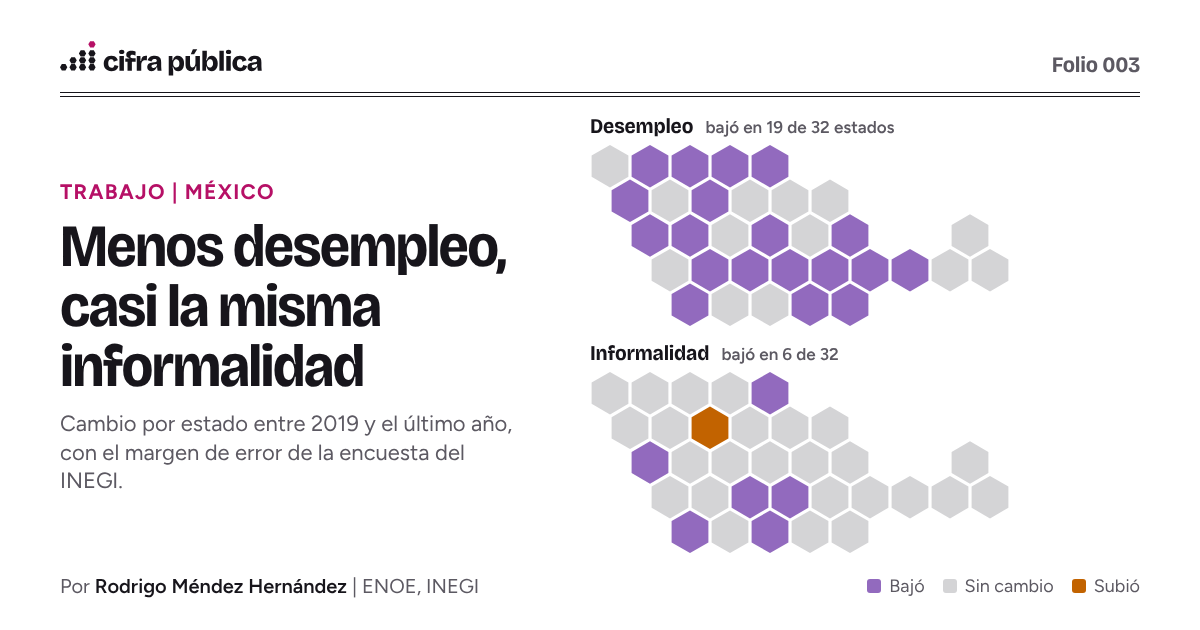 cifra pública
Folio 003
TRABAJO | MÉXICO
Menos desempleo,
casi la misma
informalidad
Cambio por estado entre 2019 y el último año,
con el margen de error de la encuesta del
INEGI.
Desempleo bajó en 19 de 32 estados
Informalidad bajó en 6 de 32
Por Rodrigo Méndez Hernández | ENOE, INEGI
Bajó Sin cambio Subió